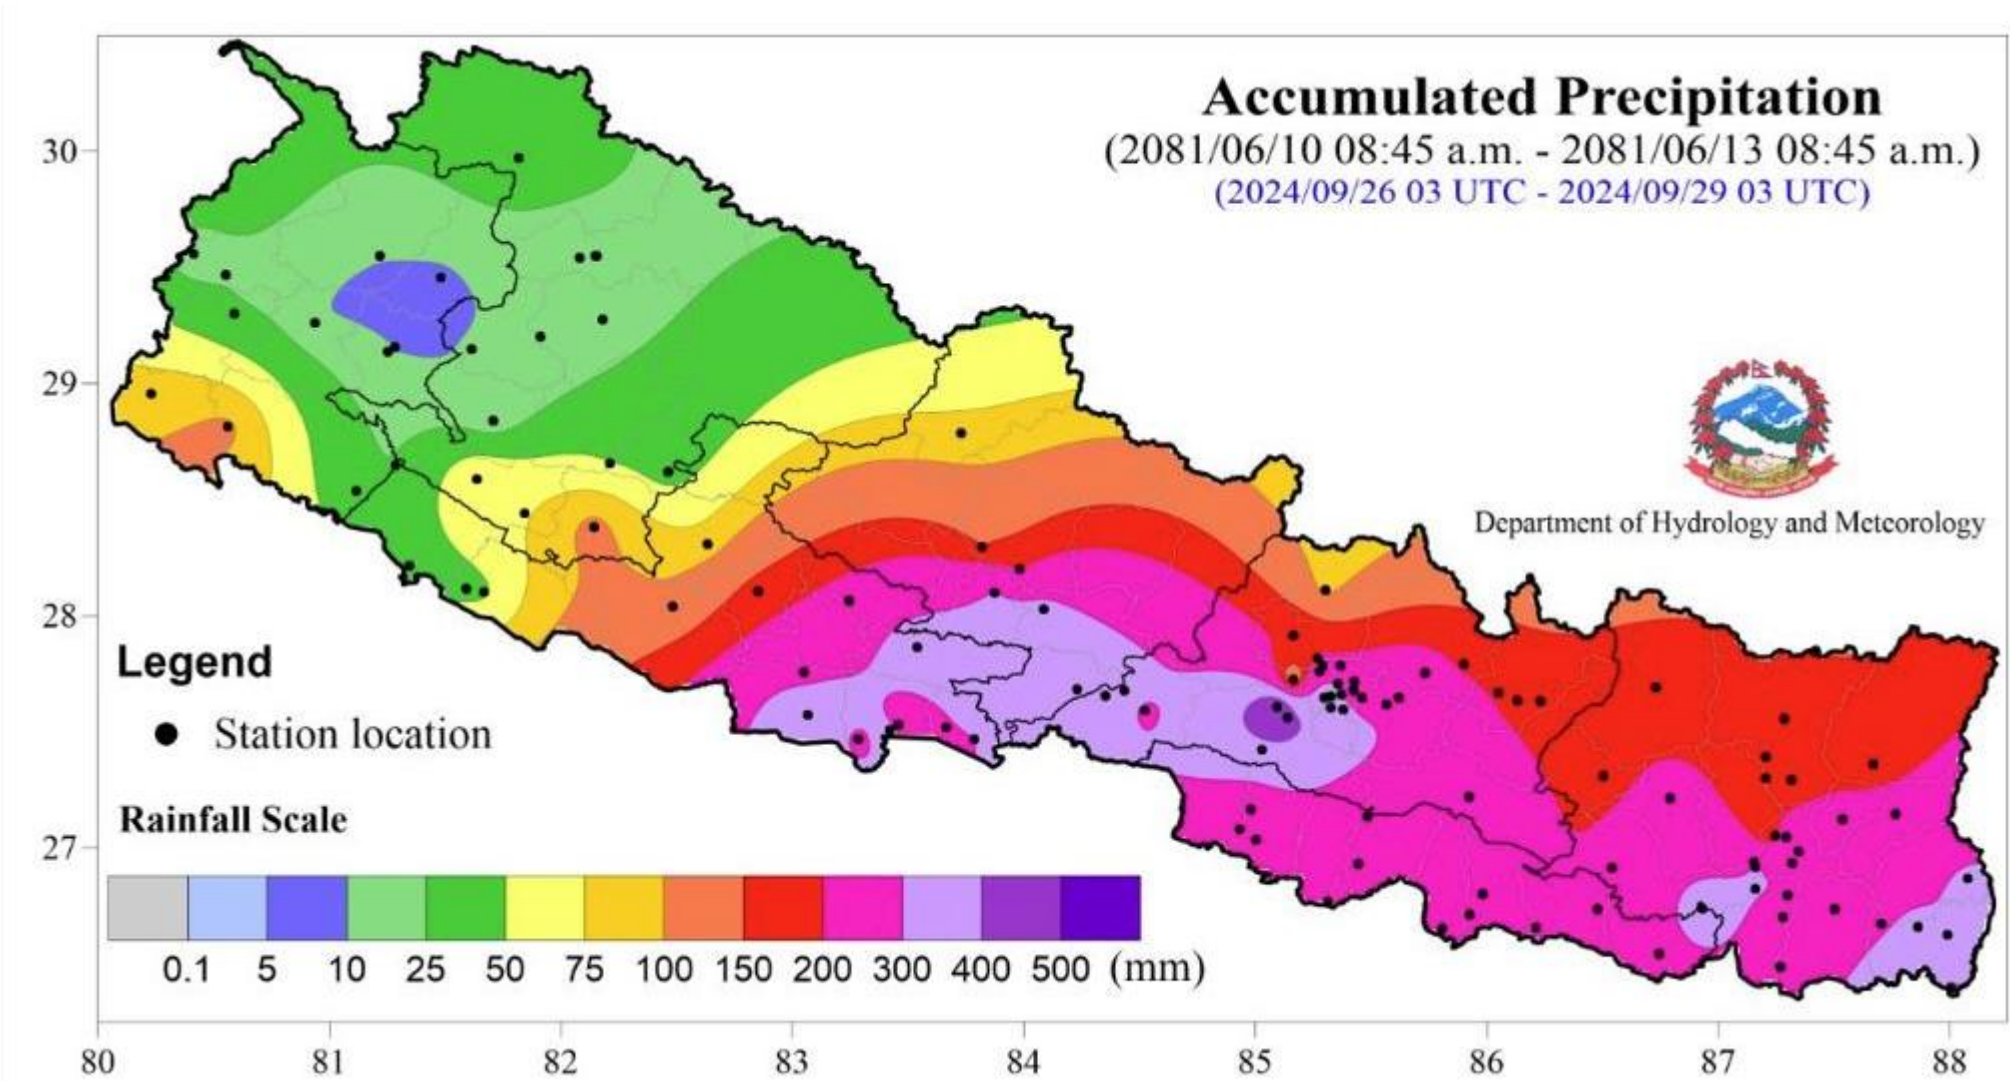 Accumulated Precipitation
(2081/06/10 08:45 a.m. - 2081/06/13 08:45 a.m.)
(2024/09/26 03 UTC - 2024/09/29 03 UTC)
Department of Hydrology and Meteorology
30
29
28
27
Legend
Station location
Rainfall Scale
0.1 5 10 25 50 75 100 150 200 300 400 500 (mm)
80 81 82 83 84 85 86 87 88